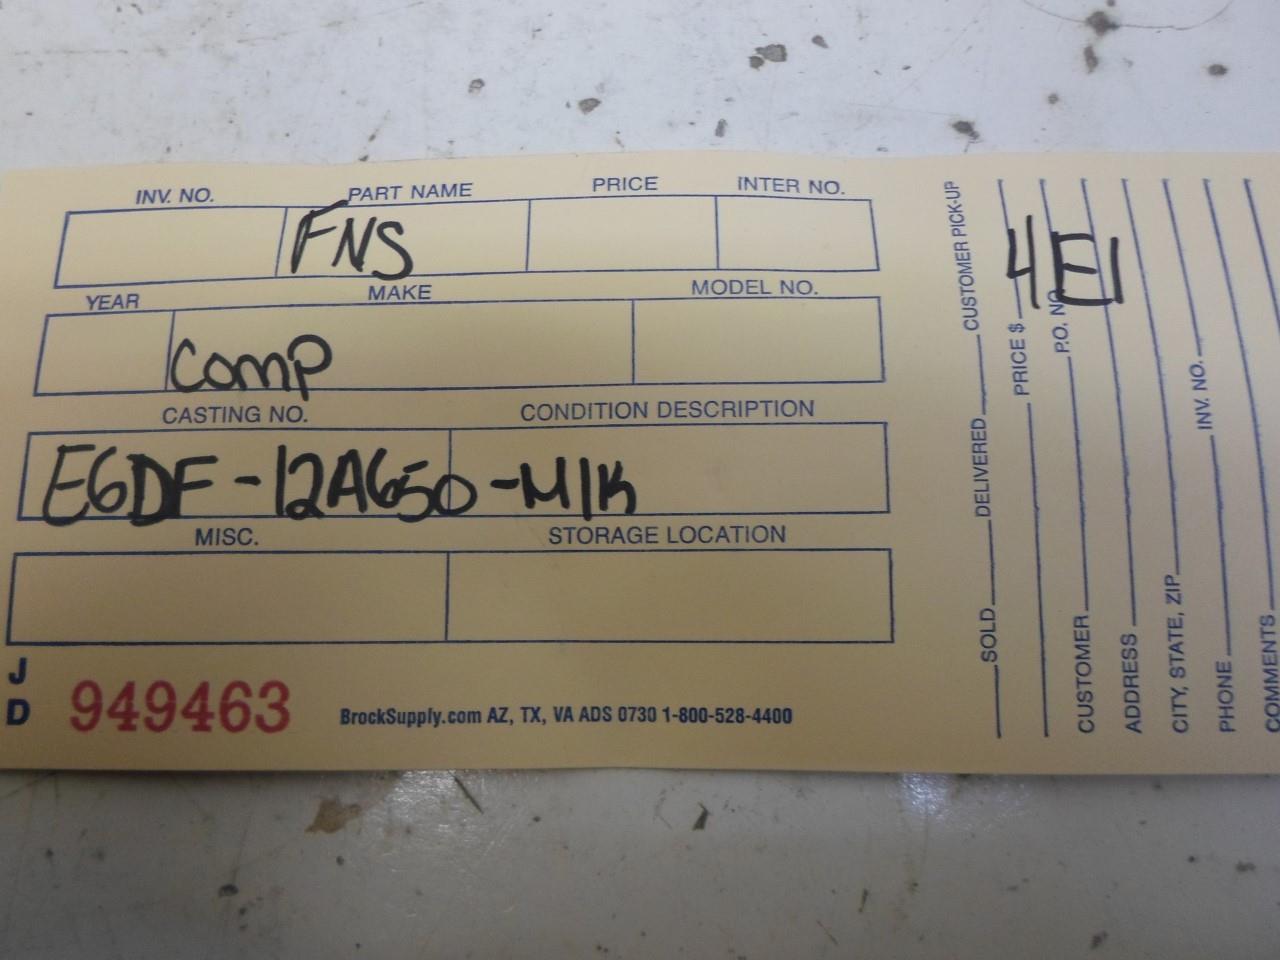 INV. NO. PART NAME PRICE INTER NO.
FNS
YEAR MAKE MODEL NO.
Comp
CASTING NO. CONDITION DESCRIPTION
E6DF-12A650-M1K
MISC. STORAGE LOCATION
J
D
949463
BrockSupply.com AZ, TX, VA ADS 0730 1-800-528-4400
4E1
SOLD DELIVERED CUSTOMER PICK-UP
PRICE $
CUSTOMER P.O. NO
ADDRESS
CITY, STATE, ZIP
PHONE INV. NO.
COMMENTS